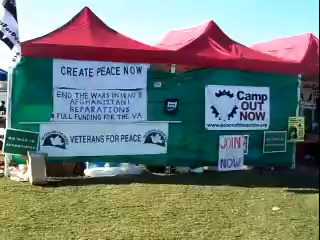 CREATE PEACE NOW
END THE WARS IN IRAQ &
AFGHANISTAN!
REPARATIONS
& FULL FUNDING FOR THE VA
VETERANS FOR PEACE
Camp
OUT
NOW
JOIN
NOW